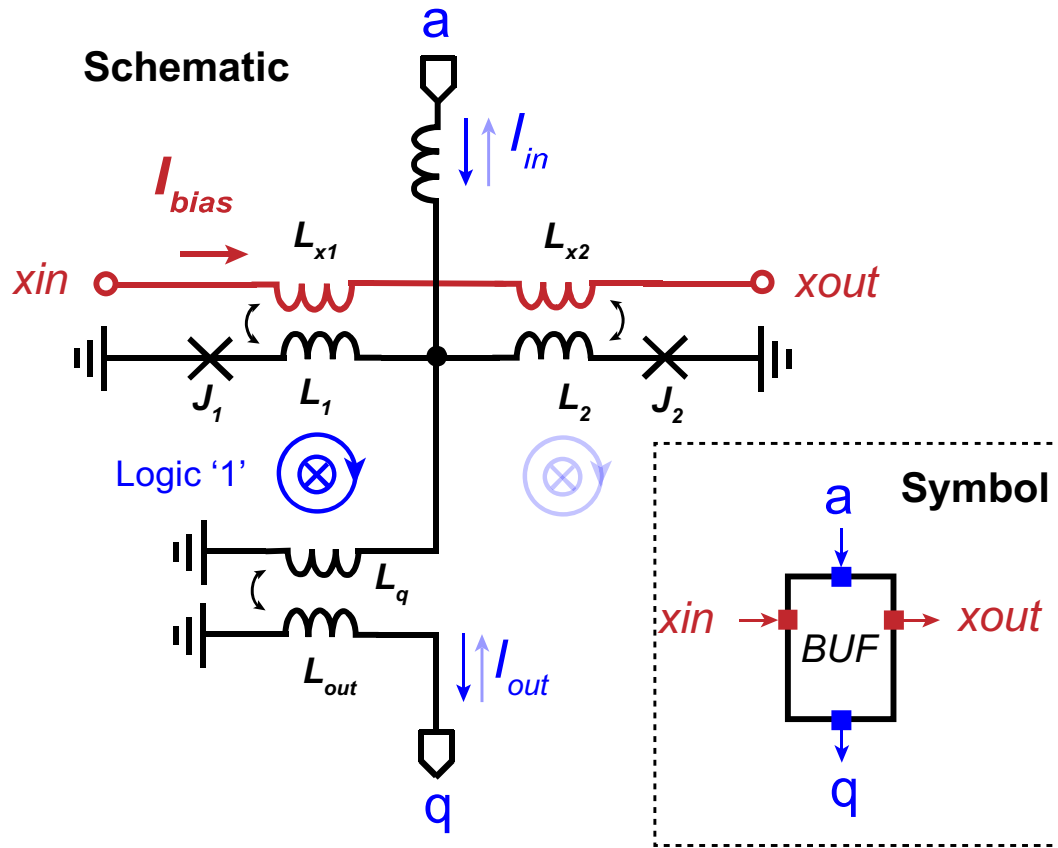 a
Schematic
I_in
I_bias
L_x1
L_x2
xin
xout
J_1
L_1
L_2
J_2
Logic ‘1’
Symbol
a
L_q
xin
xout
BUF
L_out
I_out
q
q